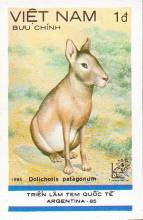 VIỆT NAM 1đ
BƯU CHÍNH
1985 Dolichotis patagonum
TRIỂN LÃM TEM QUỐC TẾ
ARGENTINA - 85